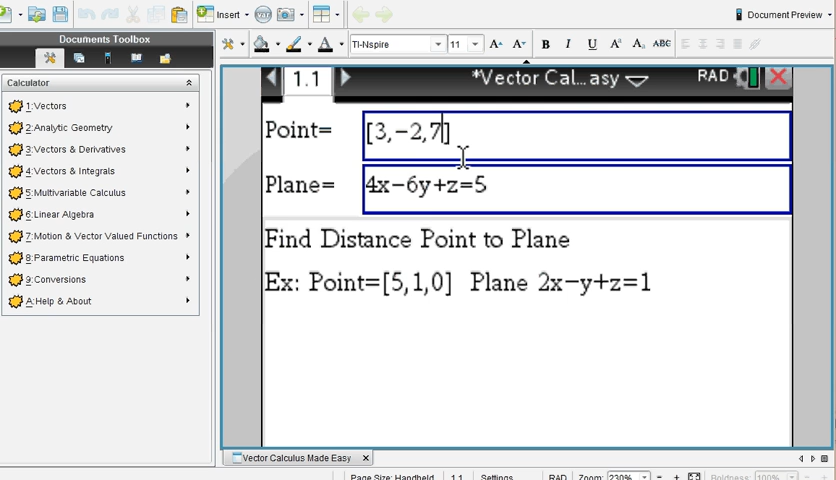 Insert
Document Preview
Documents Toolbox
TI-Nspire
11
A
A
B
I
U
A
A
ABC
Calculator
1:Vectors
2:Analytic Geometry
3:Vectors & Derivatives
4:Vectors & Integrals
5:Multivariable Calculus
6:Linear Algebra
7:Motion & Vector Valued Functions
8:Parametric Equations
9:Conversions
A:Help & About
1.1
*Vector Cal...asy
RAD
Point= [3,−2,7]
Plane= 4x−6y+z=5
Find Distance Point to Plane
Ex: Point=[5,1,0] Plane 2x−y+z=1
Vector Calculus Made Easy
Page Size: Handheld 1.1 Settings RAD Zoom: 230% Boldness: 100%